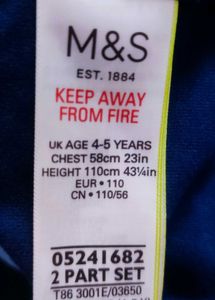 M&S
EST. 1884
KEEP AWAY
FROM FIRE
UK AGE 4-5 YEARS
CHEST 58cm 23in
HEIGHT 110cm 43¼in
EUR • 110
CN • 110/56
05241682
2 PART SET
T86 3001E/03650